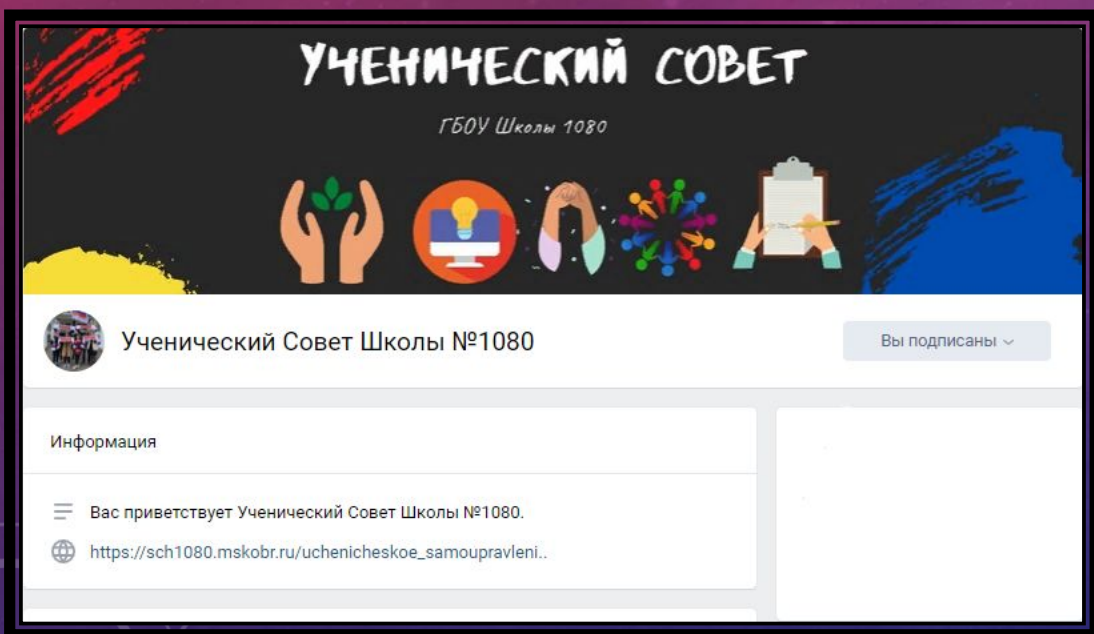 УЧЕНИЧЕСКИЙ СОВЕТ
ГБОУ Школы 1080
Ученический Совет Школы №1080
Вы подписаны
Информация
Вас приветствует Ученический Совет Школы №1080.
https://sch1080.mskobr.ru/uchenicheskoe_samoupravleni..